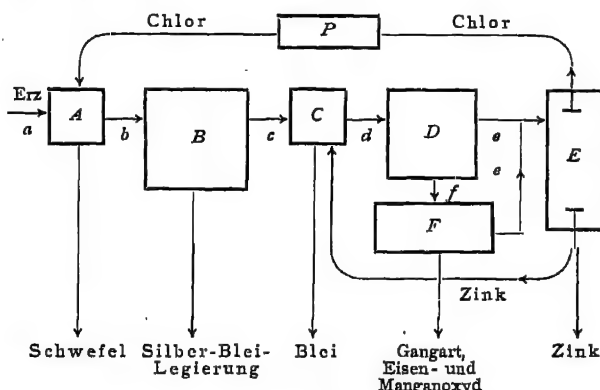 Chlor
P
Chlor
Erz
a
A
b
B
c
C
d
D
e
E
e
f
F
Zink
Schwefel
Silber-Blei-
Legierung
Blei
Gangart,
Eisen- und
Manganoxyd
Zink